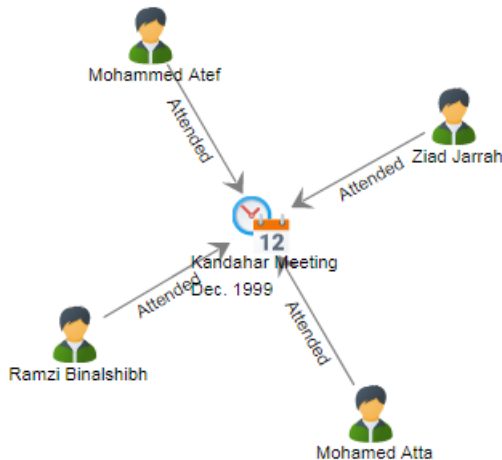 Mohammed Atef
Attended
Ziad Jarrah
Attended
12
Kandahar Meeting
Dec. 1999
Attended
Attended
Ramzi Binalshibh
Mohamed Atta